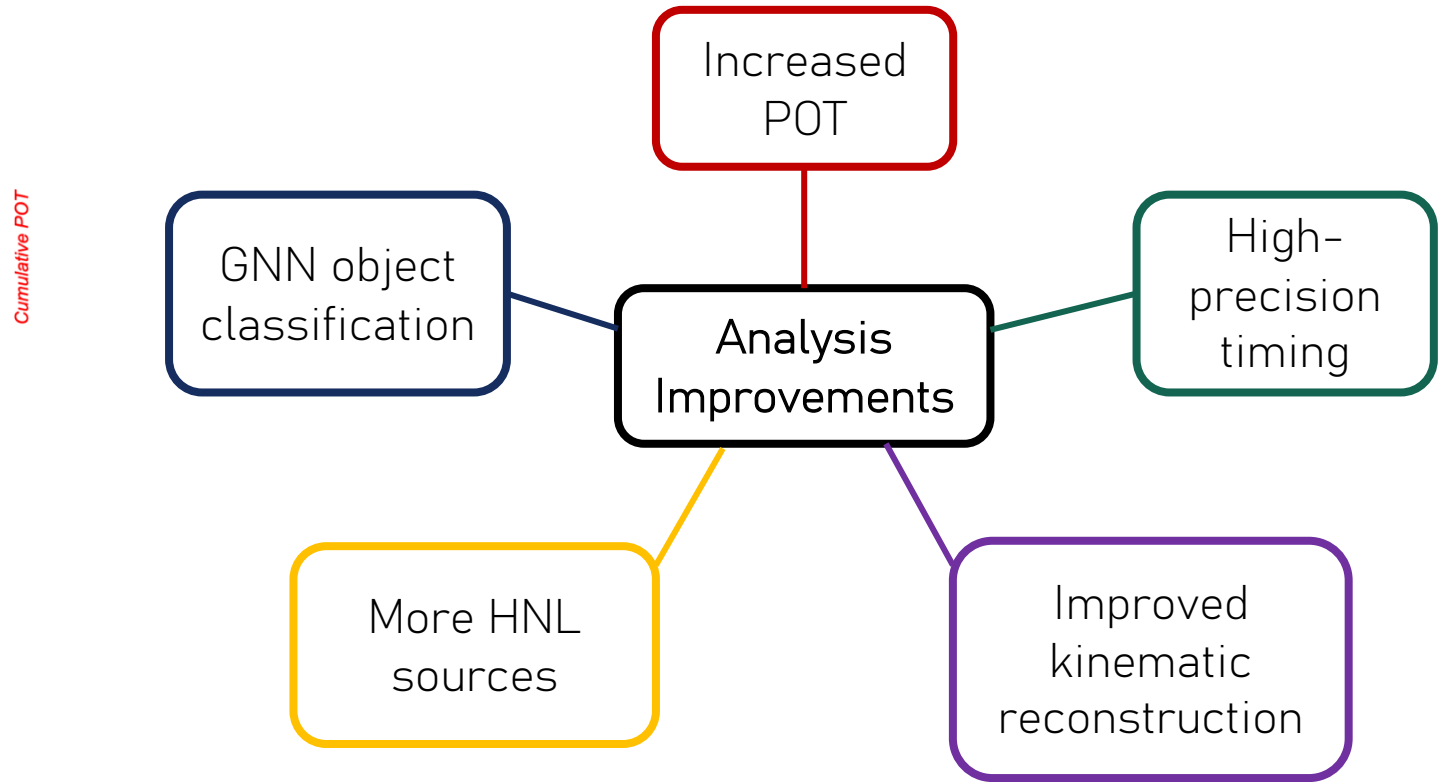 Increased
POT
Cumulative POT
GNN object
classification
High-
precision
timing
Analysis
Improvements
More HNL
sources
Improved
kinematic
reconstruction